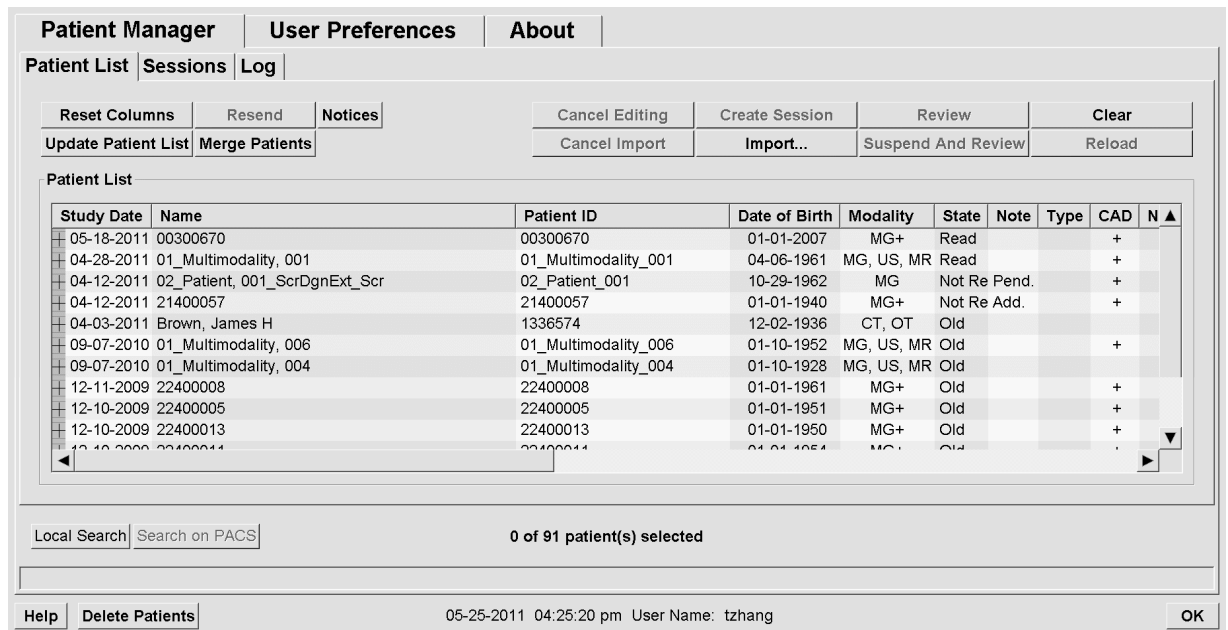 Patient Manager User Preferences About
Patient List Sessions Log
Reset Columns Resend Notices Cancel Editing Create Session Review Clear
Update Patient List Merge Patients Cancel Import Import... Suspend And Review Reload
Patient List
Study Date Name Patient ID Date of Birth Modality State Note Type CAD N
05-18-2011 00300670 00300670 01-01-2007 MG+ Read +
04-28-2011 01_Multimodality, 001 01_Multimodality_001 04-06-1961 MG, US, MR Read +
04-12-2011 02_Patient, 001_ScrDgnExt_Scr 02_Patient_001 10-29-1962 MG Not Re Pend. +
04-12-2011 21400057 21400057 01-01-1940 MG+ Not Re Add. +
04-03-2011 Brown, James H 1336574 12-02-1936 CT, OT Old
09-07-2010 01_Multimodality, 006 01_Multimodality_006 01-10-1952 MG, US, MR Old +
09-07-2010 01_Multimodality, 004 01_Multimodality_004 01-10-1928 MG, US, MR Old
12-11-2009 22400008 22400008 01-01-1961 MG+ Old +
12-10-2009 22400005 22400005 01-01-1951 MG+ Old +
12-10-2009 22400013 22400013 01-01-1950 MG+ Old +
Local Search Search on PACS 0 of 91 patient(s) selected
Help Delete Patients 05-25-2011 04:25:20 pm User Name: tzhang OK